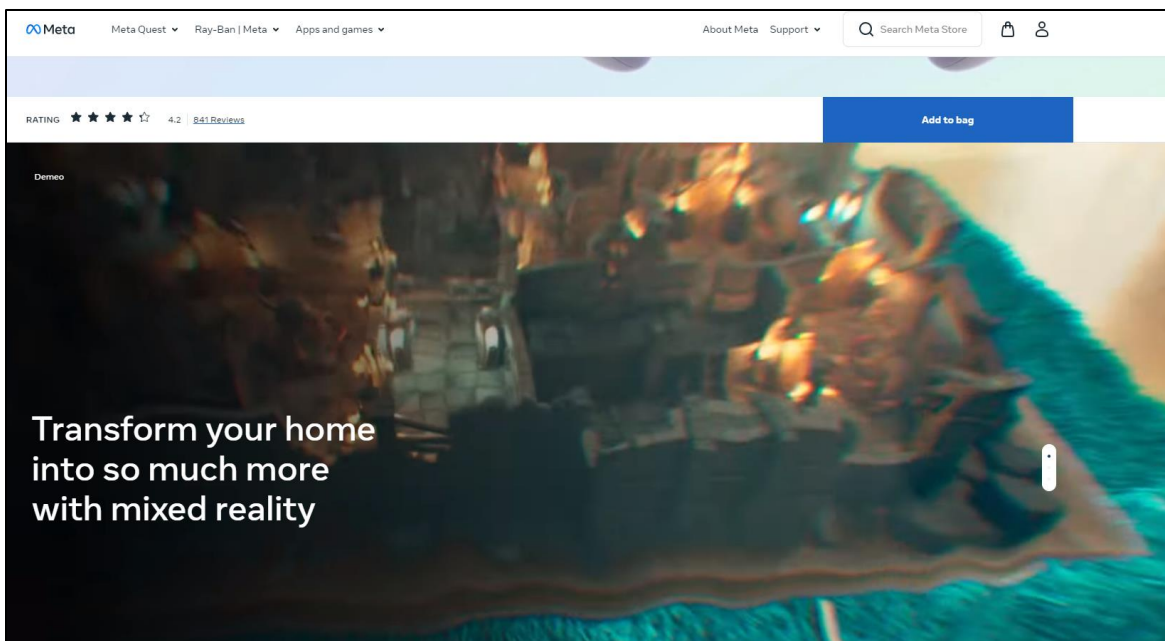 Meta
Meta Quest
Ray-Ban | Meta
Apps and games
About Meta
Support
Search Meta Store
RATING 4.2 841 Reviews
Add to bag
Demeo
Transform your home
into so much more
with mixed reality